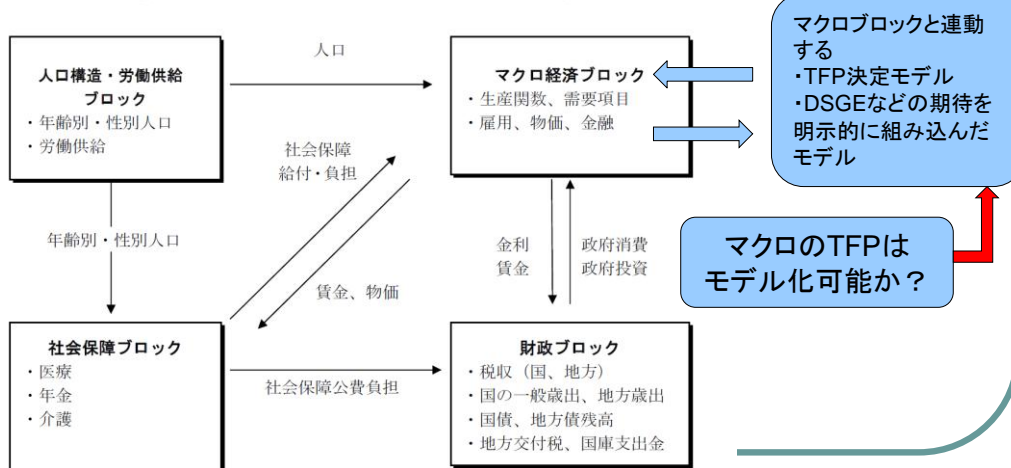 人口構造・労働供給
ブロック
・年齢別・性別人口
・労働供給
人口
マクロ経済ブロック
・生産関数、需要項目
・雇用、物価、金融
マクロブロックと連動
する
・TFP決定モデル
・DSGEなどの期待を
明示的に組み込んだ
モデル
社会保障
給付・負担
年齢別・性別人口
賃金、物価
金利
賃金
政府消費
政府投資
マクロのTFPは
モデル化可能か？
社会保障ブロック
・医療
・年金
・介護
社会保障公費負担
財政ブロック
・税収（国、地方）
・国の一般歳出、地方歳出
・国債、地方債残高
・地方交付税、国庫支出金